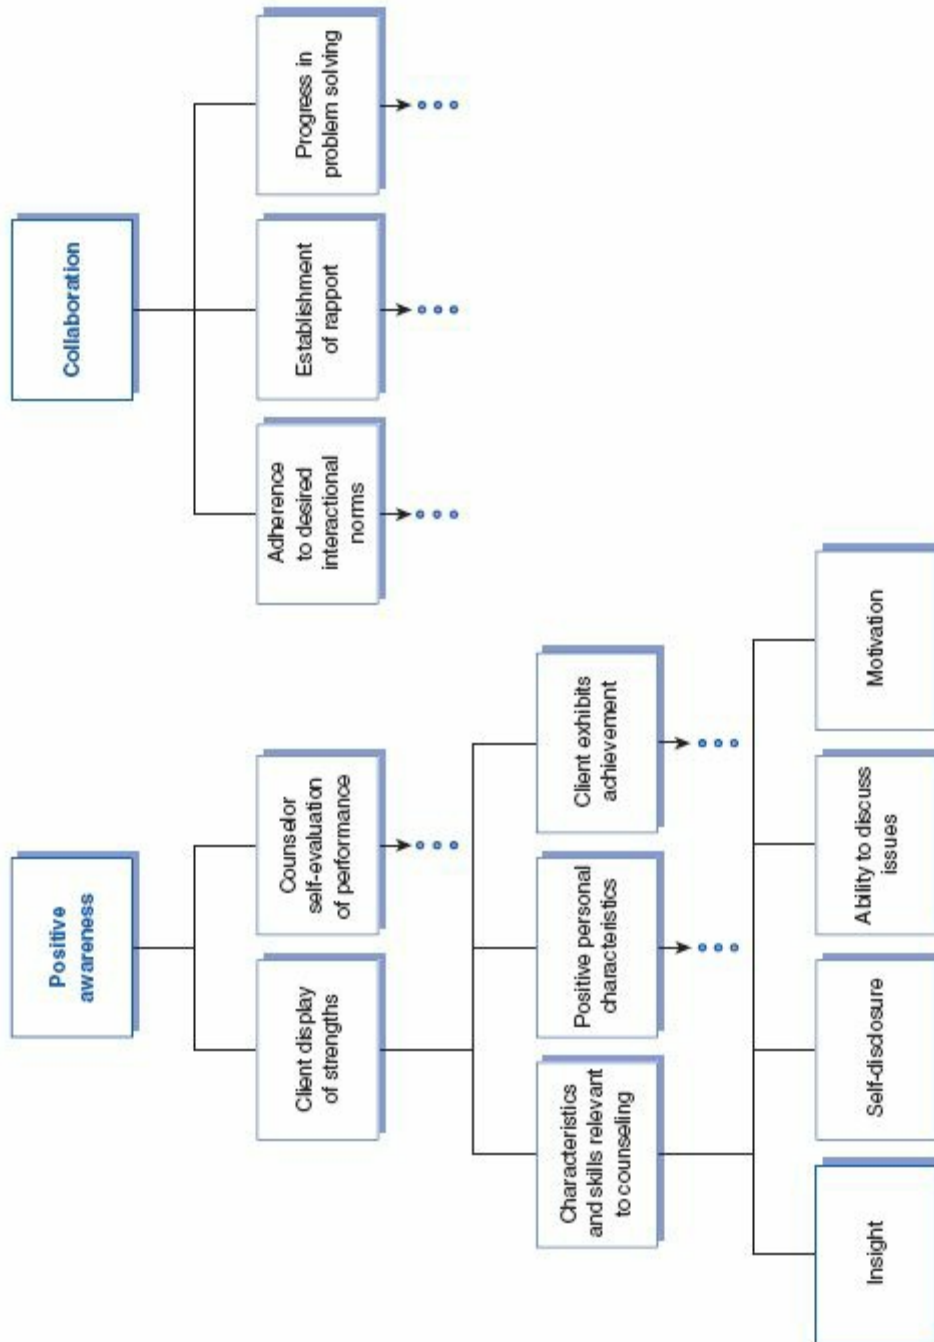 Positive
awareness
Collaboration
Client display
of strengths
Counselor
self-evaluation
of performance
Adherence
to desired
interactional
norms
Establishment
of rapport
Progress in
problem solving
Characteristics
and skills relevant
to counseling
Positive personal
characteristics
Client exhibits
achievement
Insight
Self-disclosure
Ability to discuss
issues
Motivation